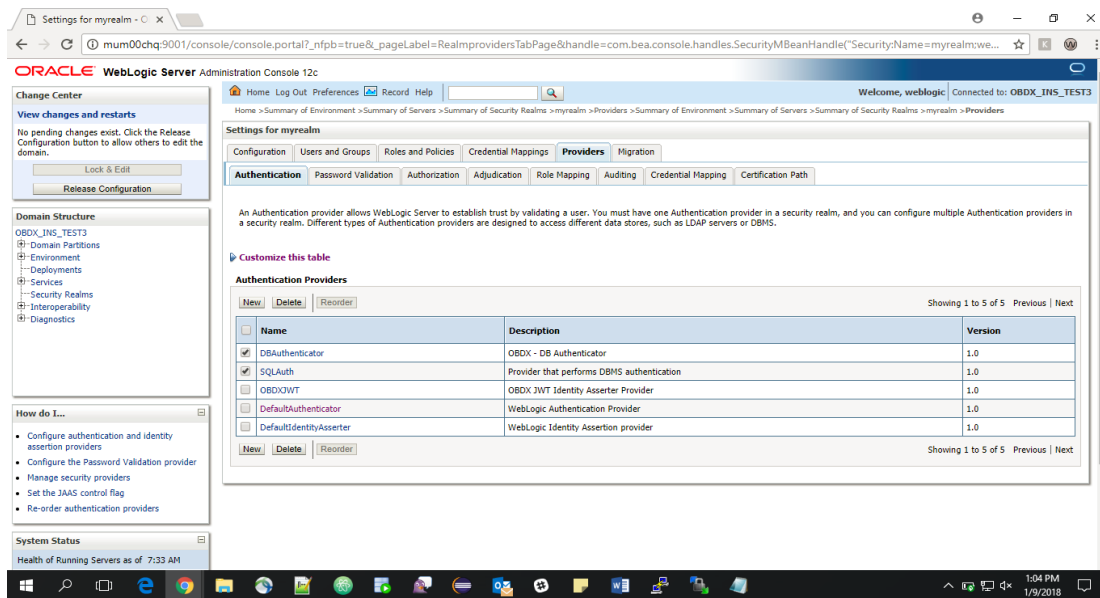 Settings for myrealm - O
mum00chq:9001/console/console.portal?_nfpb=true&_pageLabel=RealmprovidersTabPage&handle=com.bea.console.handles.SecurityMBeanHandle("Security:Name=myrealm;we...
K
ORACLE WebLogic Server Administration Console 12c
Change Center
View changes and restarts
No pending changes exist. Click the Release
Configuration button to allow others to edit the
domain.
Lock & Edit
Release Configuration
Domain Structure
OBDX_INS_TEST3
Domain Partitions
Environment
Deployments
Services
Security Realms
Interoperability
Diagnostics
How do I...
Configure authentication and identity
assertion providers
Configure the Password Validation provider
Manage security providers
Set the JAAS control flag
Re-order authentication providers
System Status
Health of Running Servers as of 7:33 AM
Home Log Out Preferences Record Help
Welcome, weblogic Connected to: OBDX_INS_TEST3
Home >Summary of Environment >Summary of Servers >Summary of Security Realms >myrealm >Providers >Summary of Environment >Summary of Servers >Summary of Security Realms >myrealm >Providers
Settings for myrealm
Configuration Users and Groups Roles and Policies Credential Mappings Providers Migration
Authentication Password Validation Authorization Adjudication Role Mapping Auditing Credential Mapping Certification Path
An Authentication provider allows WebLogic Server to establish trust by validating a user. You must have one Authentication provider in a security realm, and you can configure multiple Authentication providers in
a security realm. Different types of Authentication providers are designed to access different data stores, such as LDAP servers or DBMS.
Customize this table
Authentication Providers
New Delete Reorder Showing 1 to 5 of 5 Previous | Next
Name Description Version
DBAuthenticator OBDX - DB Authenticator 1.0
SQLAuth Provider that performs DBMS authentication 1.0
OBDXJWT OBDX JWT Identity Asserter Provider 1.0
DefaultAuthenticator WebLogic Authentication Provider 1.0
DefaultIdentityAsserter WebLogic Identity Assertion provider 1.0
New Delete Reorder Showing 1 to 5 of 5 Previous | Next
1:04 PM
1/9/2018